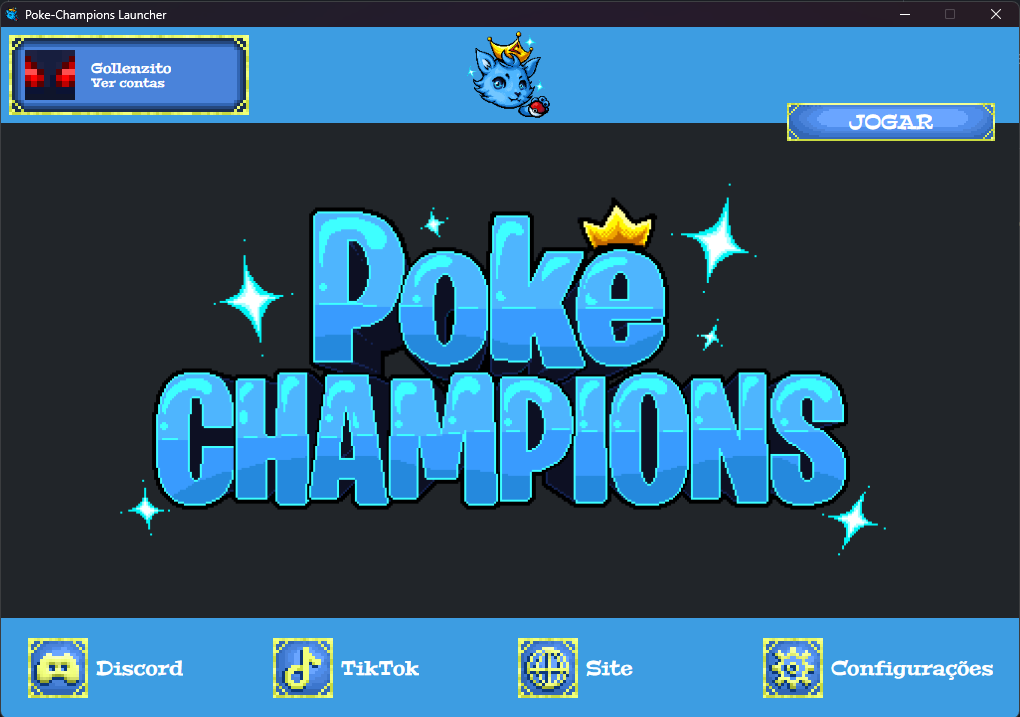 Poke-Champions Launcher
Gollenzito
Ver contas
JOGAR
Poke
CHAMPIONS
Discord
TikTok
Site
Configurações